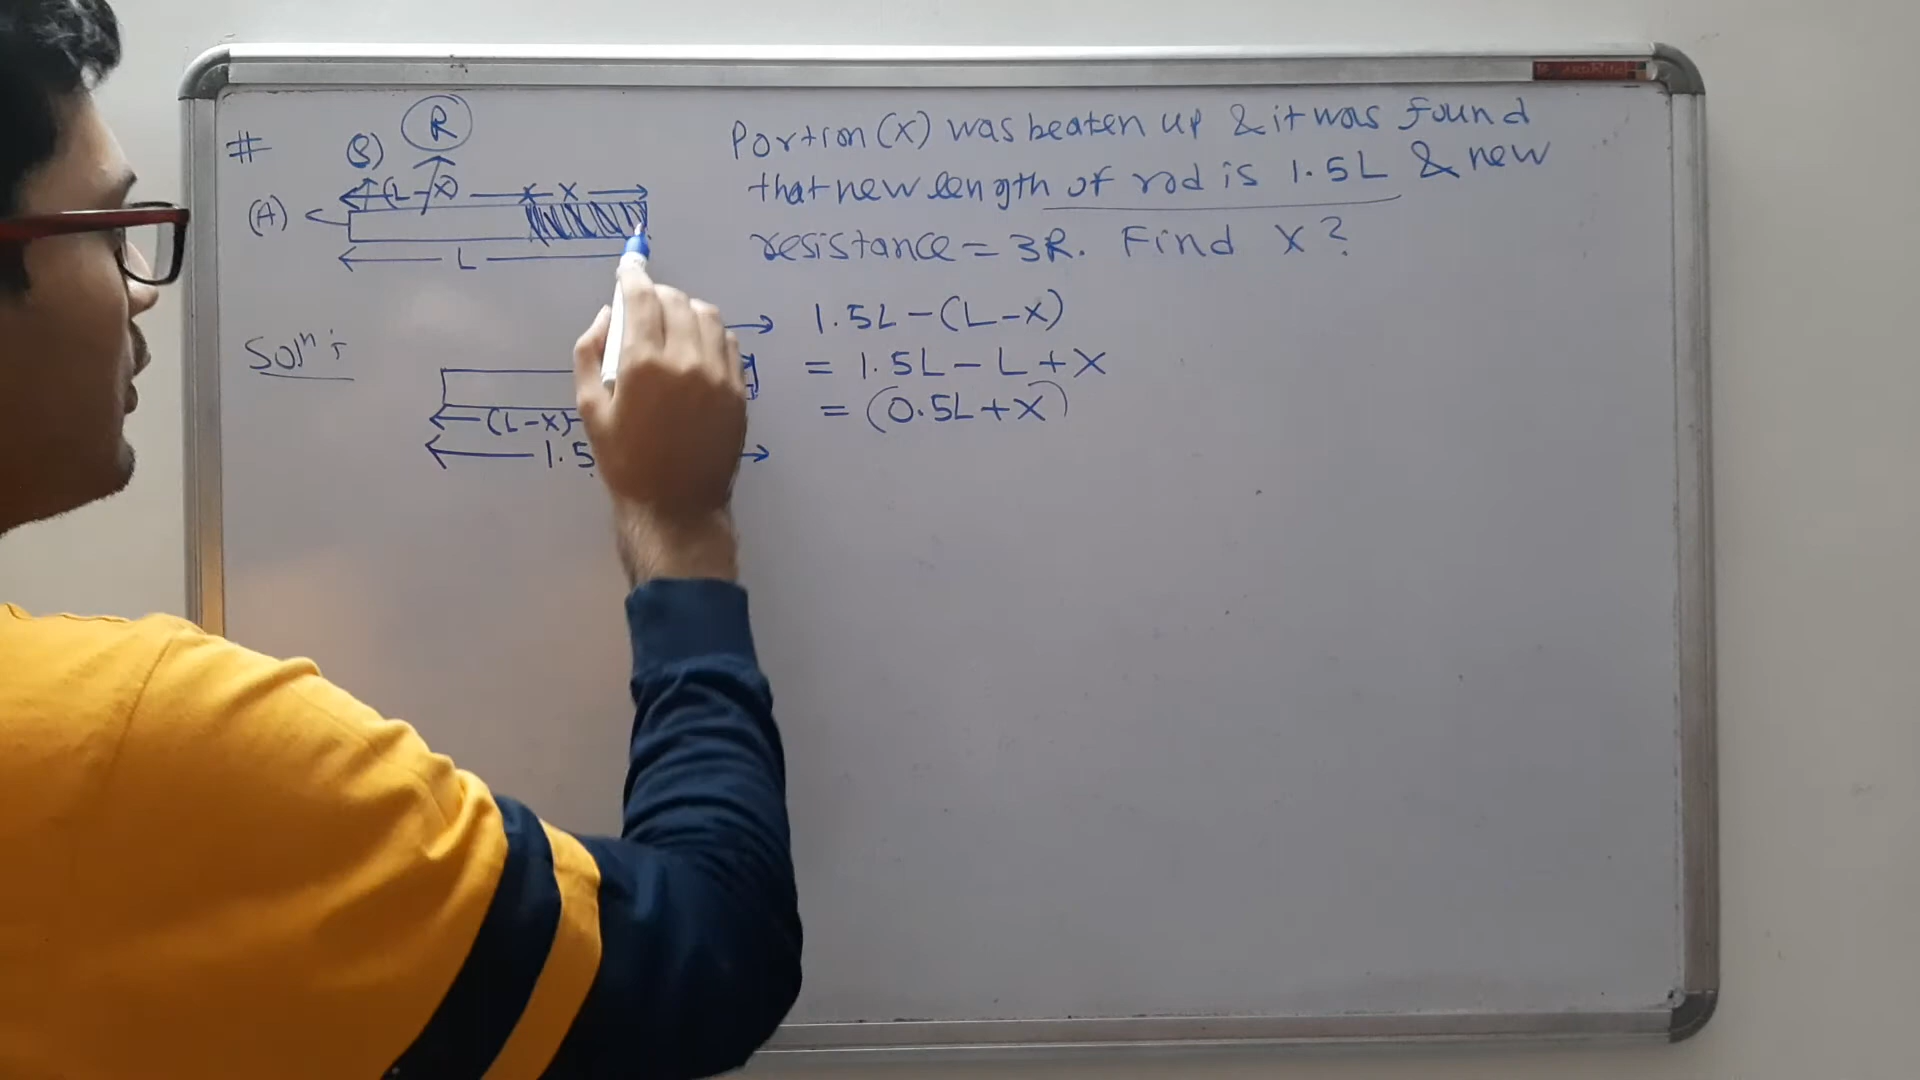 #
R
(S)
(A)
(L-X)
X
L
Portion (X) was beaten up & it was found
that new length of rod is 1.5L & new
resistance = 3R. Find X?
Solⁿ:
(L-X)
1.5
1.5L-(L-X)
= 1.5L-L+X
= (0.5L+X)